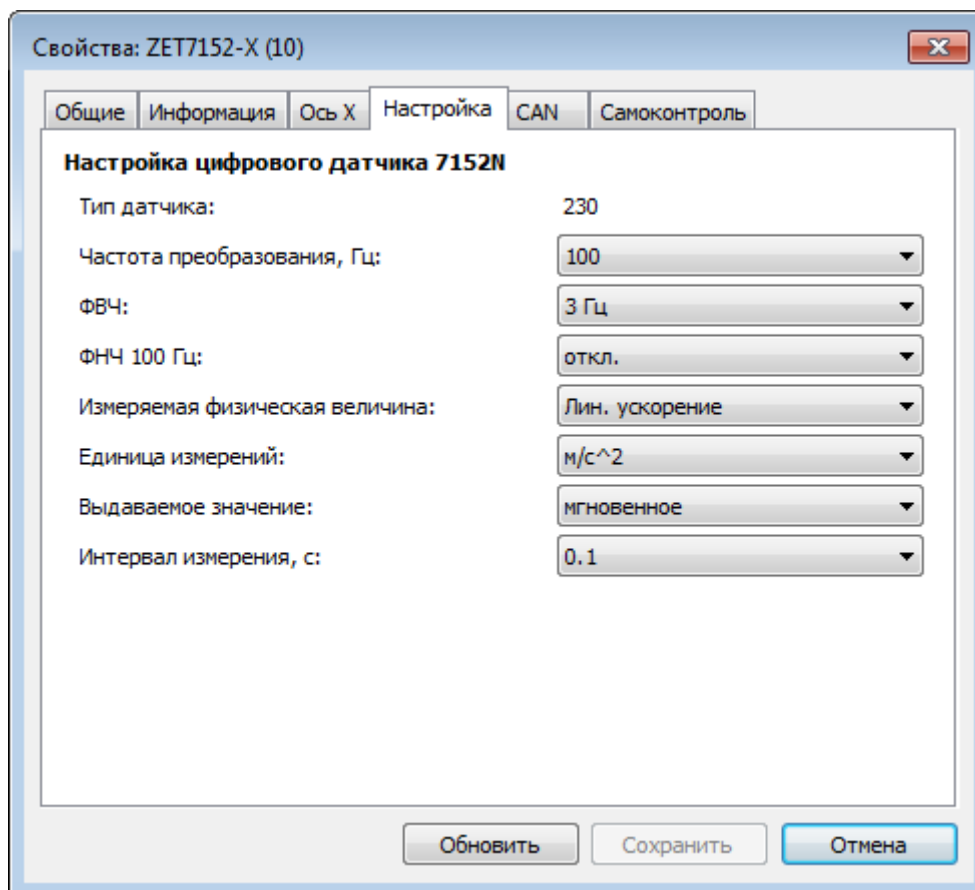 Свойства: ZET7152-X (10)
Общие Информация Ось X Настройка CAN Самоконтроль
Настройка цифрового датчика 7152N
Тип датчика: 230
Частота преобразования, Гц: 100
ФВЧ: 3 Гц
ФНЧ 100 Гц: откл.
Измеряемая физическая величина: Лин. ускорение
Единица измерений: м/с^2
Выдаваемое значение: мгновенное
Интервал измерения, с: 0.1
Обновить Сохранить Отмена